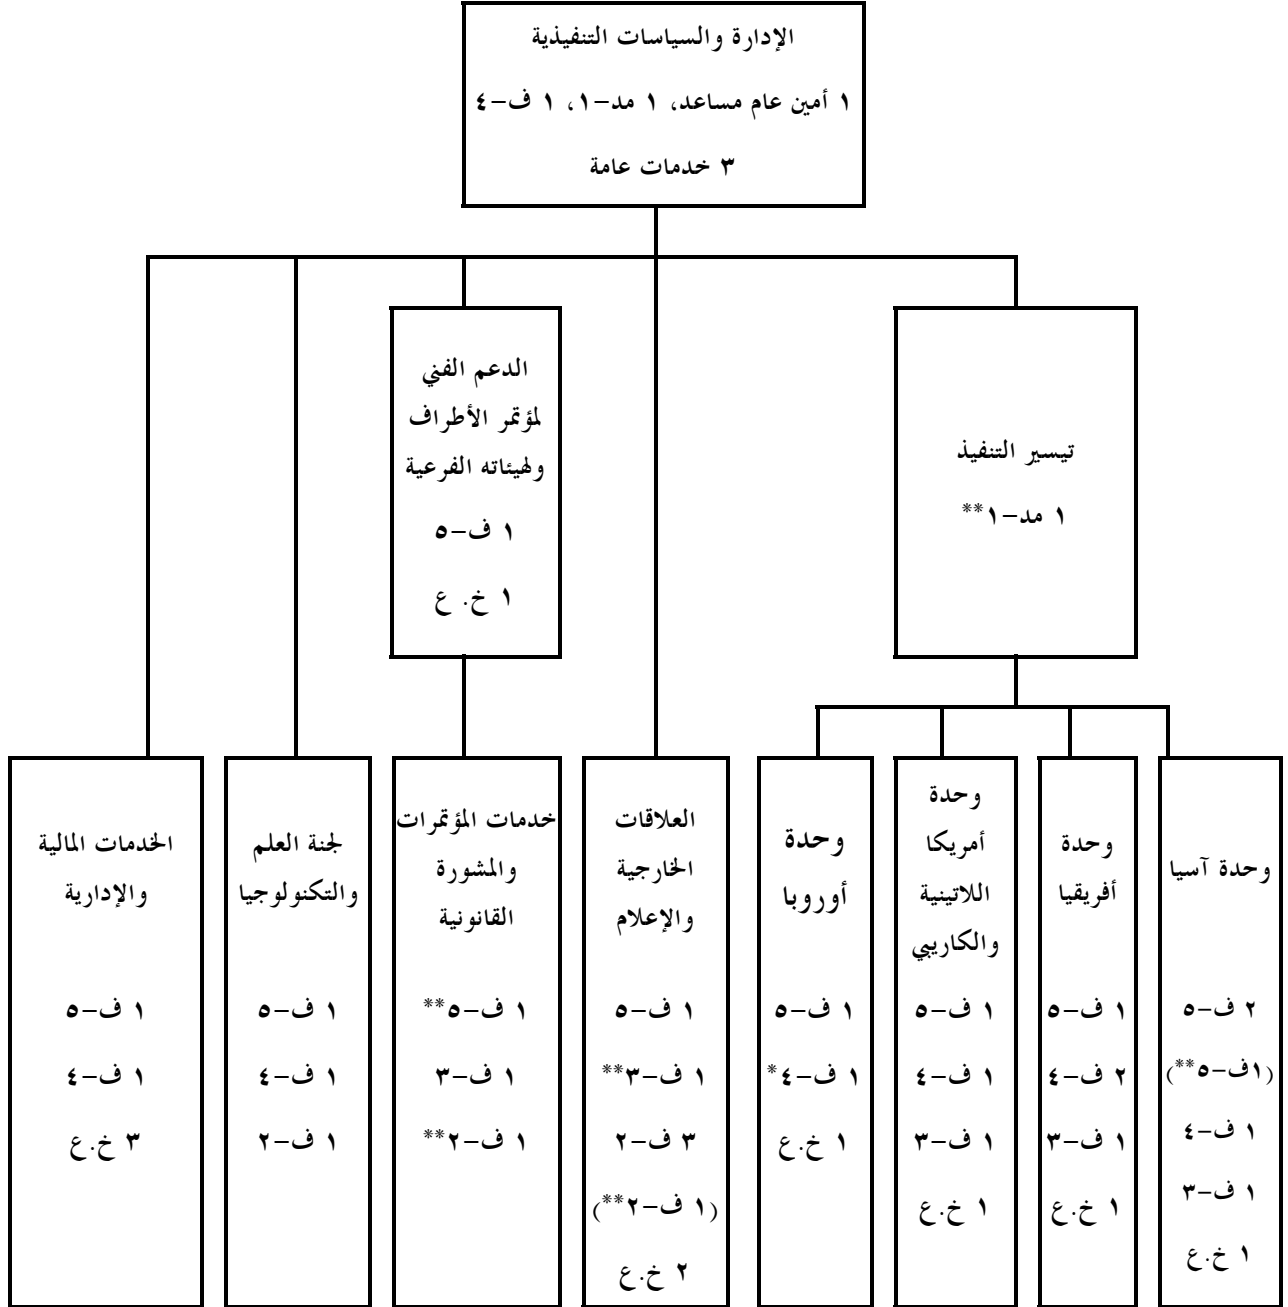 الإدارة والسياسات التنفيذية
١ أمين عام مساعد، ١ مد-١، ١ ف-٤
٣ خدمات عامة
تيسير التنفيذ
١ مد-١**
الدعم الفني
لمؤتمر الأطراف
ولهيئاته الفرعية
١ ف-٥
١ خ. ع
وحدة آسيا
٢ ف-٥
(١ف-٥**)
١ ف-٤
١ ف-٣
١ خ.ع
وحدة
أفريقيا
١ ف-٥
٢ ف-٤
١ ف-٣
١ خ.ع
وحدة
أمريكا
اللاتينية
والكاريبي
١ ف-٥
١ ف-٤
١ ف-٣
١ خ.ع
وحدة
أوروبا
١ ف-٥
١ ف-٤*
١ خ.ع
العلاقات
الخارجية
والإعلام
١ ف-٥
١ ف-٣**
٣ ف-٢
(١ ف-٢**)
٢ خ.ع
خدمات المؤتمرات
والمشورة
القانونية
١ ف-٥**
١ ف-٣
١ ف-٢**
لجنة العلم
والتكنولوجيا
١ ف-٥
١ ف-٤
١ ف-٢
الخدمات المالية
والإدارية
١ ف-٥
١ ف-٤
٣ خ.ع